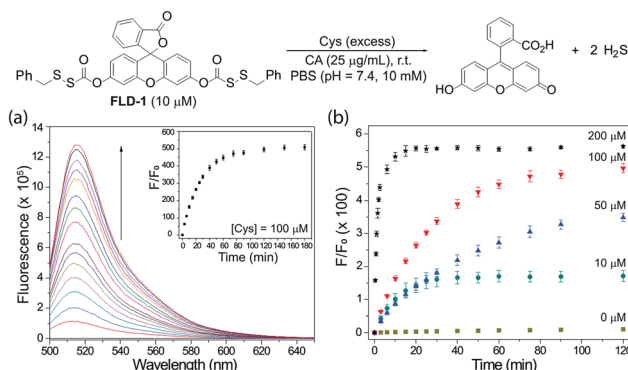 Cys (excess)
CA (25 μg/mL), r.t.
PBS (pH = 7.4, 10 mM)
Ph S S O O O O O S S Ph
O O
FLD-1 (10 μM)
CO₂H
HO O O
+ 2 H₂S
(a)
14
12
10
8
6
4
2
0
Fluorescence (x 10⁵)
500 520 540 560 580 600 620 640
Wavelength (nm)
600
500
400
300
200
100
0
F/F₀
[Cys] = 100 μM
0 20 40 60 80 100 120 140 160 180
Time (min)
(b)
6
5
4
3
2
1
0
F/F₀ (x 100)
200 μM
100 μM
50 μM
10 μM
0 μM
0 20 40 60 80 100 120
Time (min)